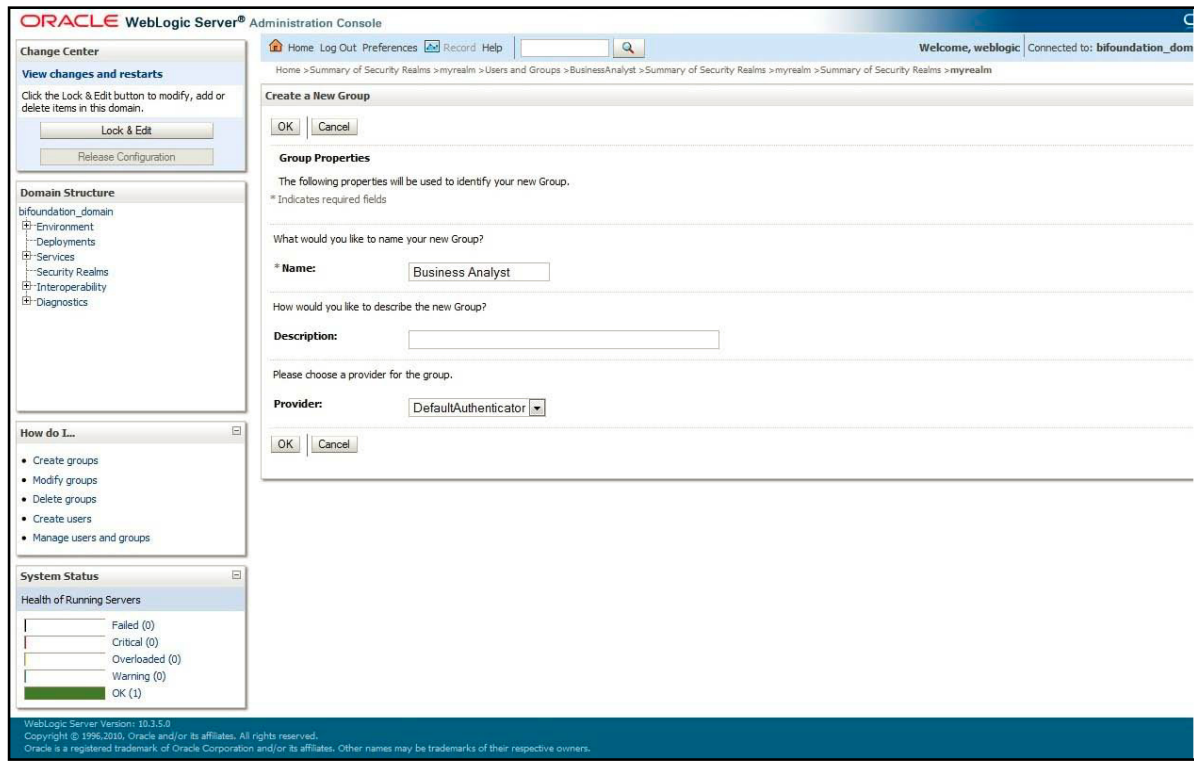 ORACLE WebLogic Server® Administration Console
Change Center
View changes and restarts
Click the Lock & Edit button to modify, add or
delete items in this domain.
Lock & Edit
Release Configuration
Domain Structure
bifoundation_domain
Environment
Deployments
Services
Security Realms
Interoperability
Diagnostics
How do I...
Create groups
Modify groups
Delete groups
Create users
Manage users and groups
System Status
Health of Running Servers
Failed (0)
Critical (0)
Overloaded (0)
Warning (0)
OK (1)
Home Log Out Preferences Record Help
Welcome, weblogic Connected to: bifoundation_dom
Home >Summary of Security Realms >myrealm >Users and Groups >BusinessAnalyst >Summary of Security Realms >myrealm >Summary of Security Realms >myrealm
Create a New Group
OK Cancel
Group Properties
The following properties will be used to identify your new Group.
* Indicates required fields
What would you like to name your new Group?
* Name: Business Analyst
How would you like to describe the new Group?
Description:
Please choose a provider for the group.
Provider: DefaultAuthenticator
OK Cancel
WebLogic Server Version: 10.3.5.0
Copyright © 1996,2010, Oracle and/or its affiliates. All rights reserved.
Oracle is a registered trademark of Oracle Corporation and/or its affiliates. Other names may be trademarks of their respective owners.